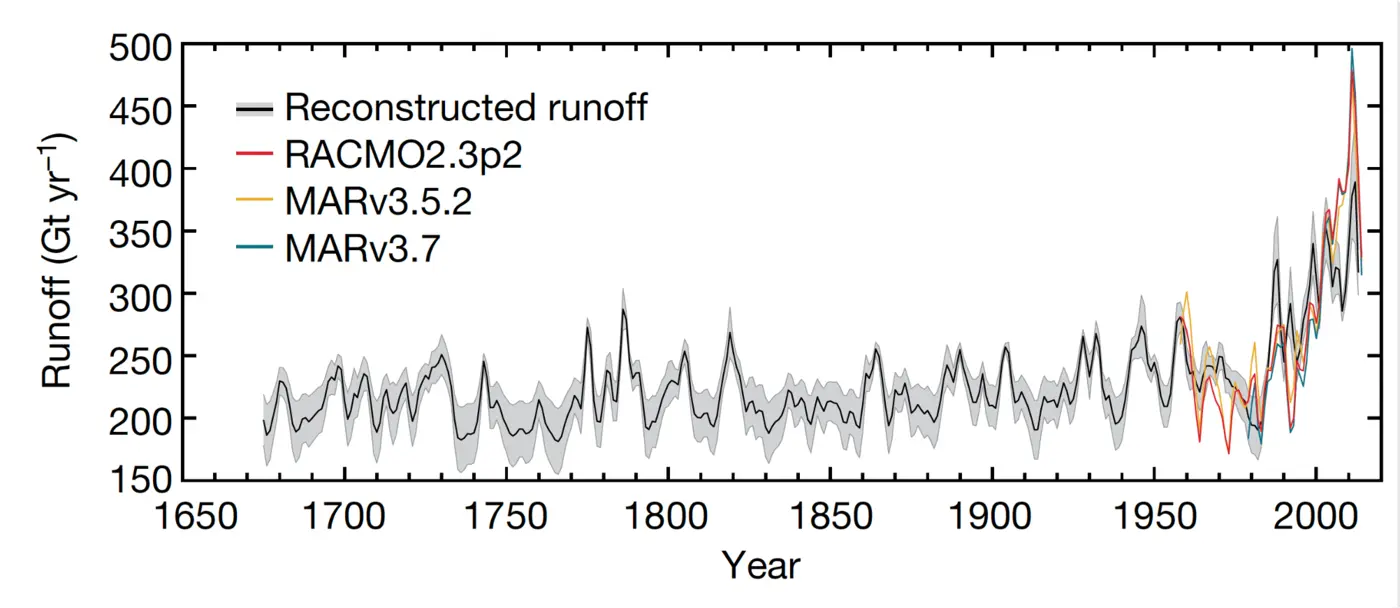 500
450
400
350
300
250
200
150
Runoff (Gt yr⁻¹)
Reconstructed runoff
RACMO2.3p2
MARv3.5.2
MARv3.7
1650 1700 1750 1800 1850 1900 1950 2000
Year